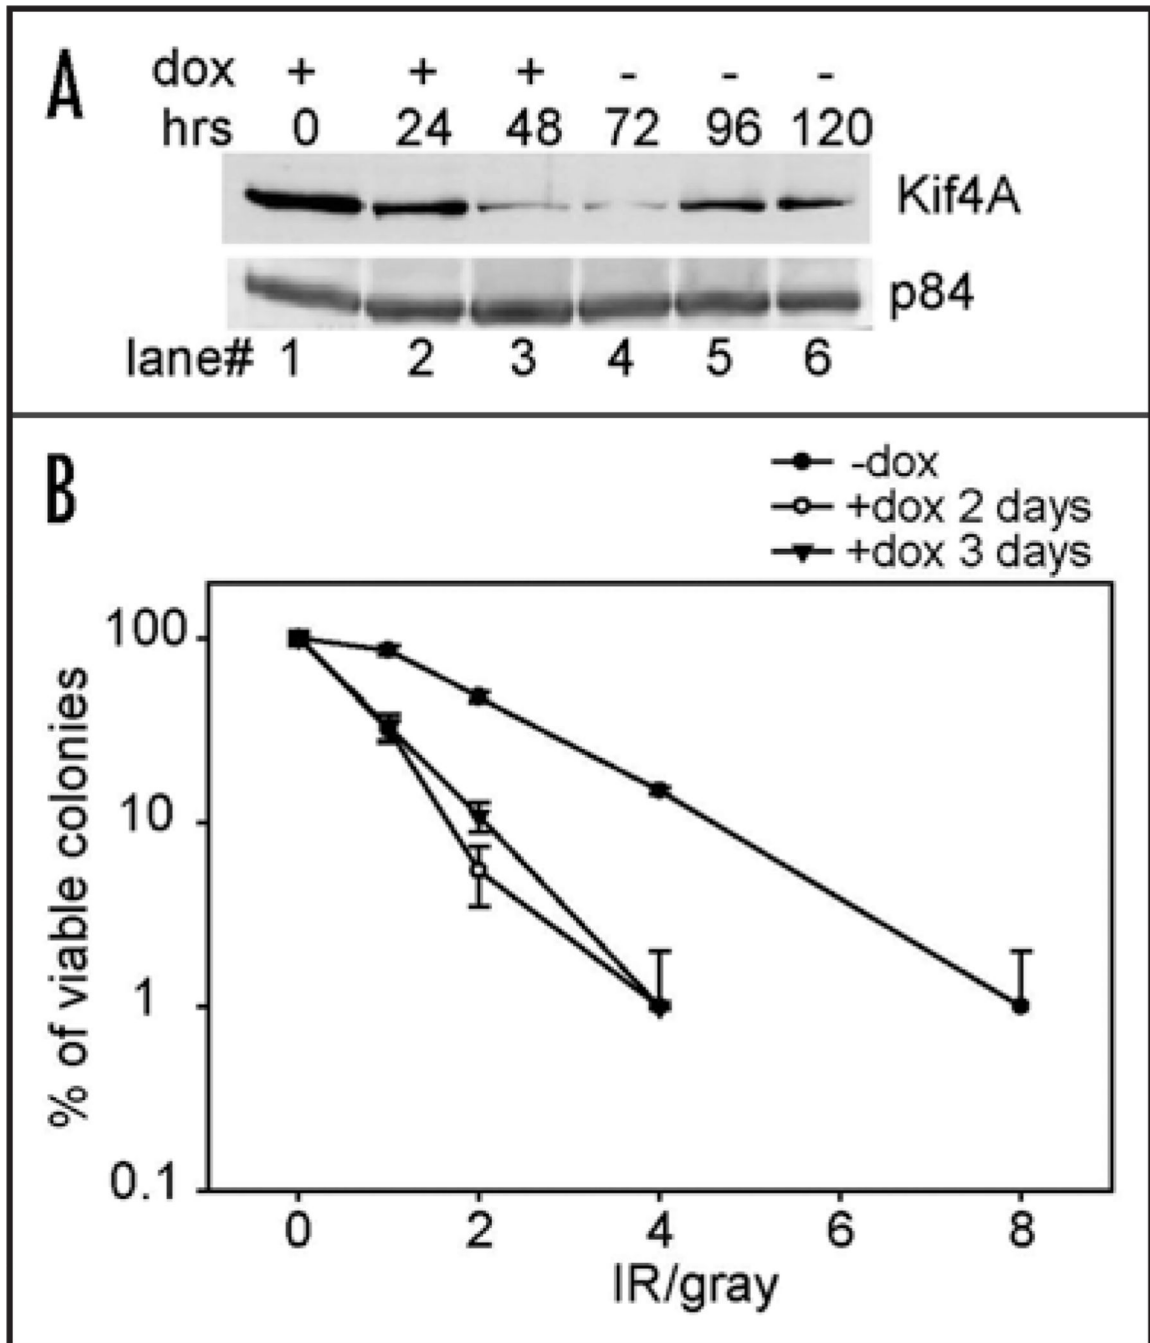 A
dox + + + - - -
hrs 0 24 48 72 96 120
Kif4A
p84
lane# 1 2 3 4 5 6
B
-dox
+dox 2 days
+dox 3 days
% of viable colonies
100
10
1
0.1
0 2 4 6 8
IR/gray